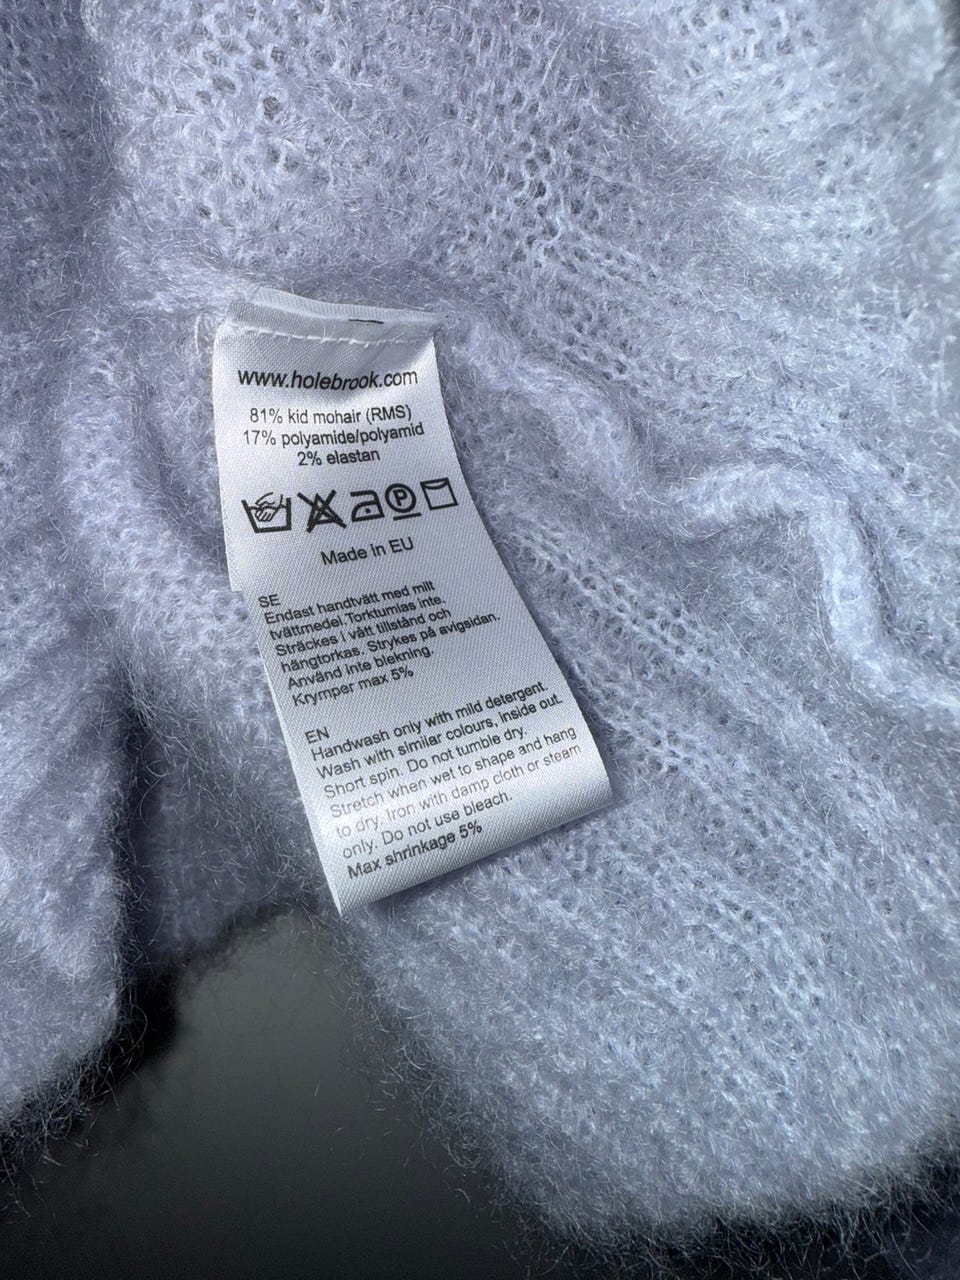 www.holebrook.com
81% kid mohair (RMS)
17% polyamide/polyamid
2% elastan
P
Made in EU
SE
Endast handtvätt med milt
tvättmedel.Torktumlas inte.
Sträckes i vått tillstånd och
hängtorkas. Strykes på avigsidan.
Använd inte blekning.
Krymper max 5%
EN
Handwash only with mild detergent.
Wash with similar colours, inside out.
Short spin. Do not tumble dry.
Stretch when wet to shape and hang
to dry. Iron with damp cloth or steam
only. Do not use bleach.
Max shrinkage 5%